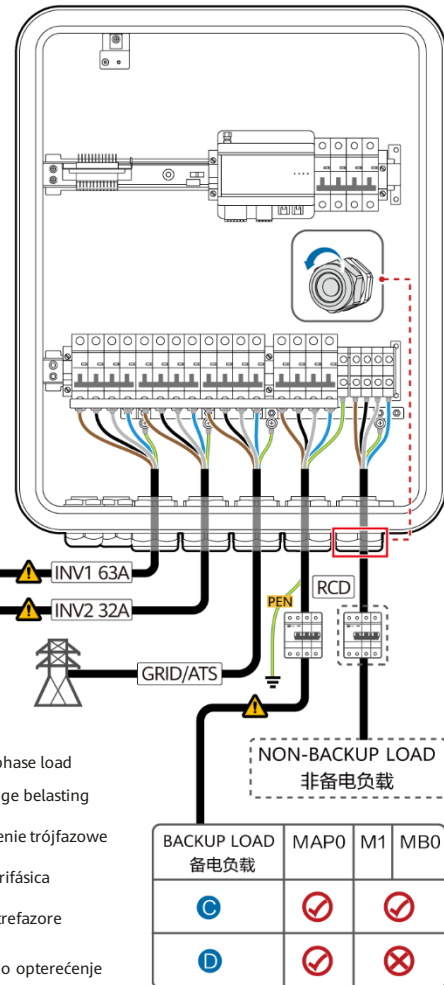 INV1 63A
INV2 32A
PEN
RCD
GRID/ATS
NON-BACKUP LOAD
非备电负载
phase load
ge belasting
enie trójfazowe
rifásica
trefazore
o opterećenje
BACKUP LOAD
备电负载
MAP0
M1
MB0
C
D